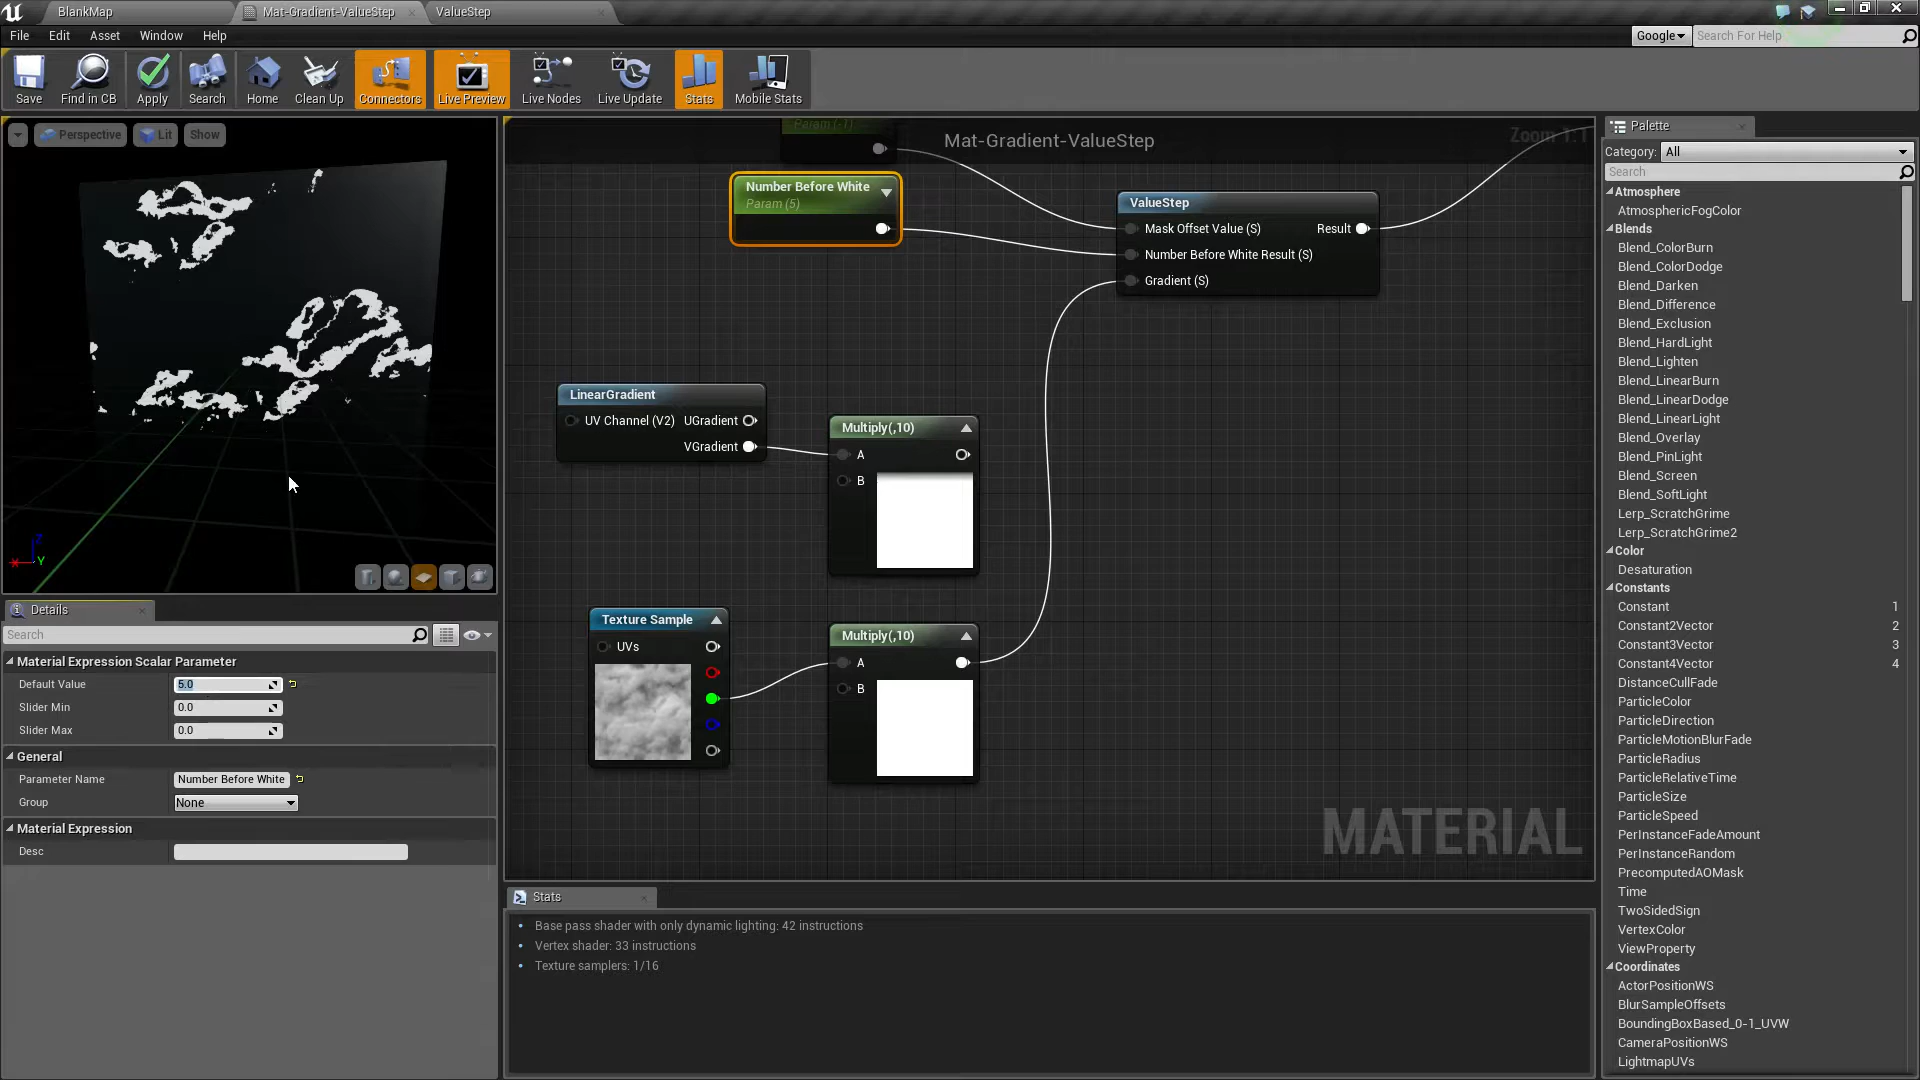 BlankMap
Mat-Gradient-ValueStep
ValueStep
File
Edit
Asset
Window
Help
Google
Search For Help
Save
Find in CB
Apply
Search
Home
Clean Up
Connectors
Live Preview
Live Nodes
Live Update
Stats
Mobile Stats
Perspective
Lit
Show
Z
X
Y
Param (-1)
Mat-Gradient-ValueStep
Zoom 1:1
Number Before White
Param (5)
ValueStep
Mask Offset Value (S)
Result
Number Before White Result (S)
Gradient (S)
LinearGradient
UV Channel (V2)
UGradient
VGradient
Multiply(,10)
A
B
Texture Sample
UVs
Multiply(,10)
A
B
MATERIAL
Details
Search
Material Expression Scalar Parameter
Default Value
5.0
Slider Min
0.0
Slider Max
0.0
General
Parameter Name
Number Before White
Group
None
Material Expression
Desc
Stats
Base pass shader with only dynamic lighting: 42 instructions
Vertex shader: 33 instructions
Texture samplers: 1/16
Palette
Category:
All
Search
Atmosphere
AtmosphericFogColor
Blends
Blend_ColorBurn
Blend_ColorDodge
Blend_Darken
Blend_Difference
Blend_Exclusion
Blend_HardLight
Blend_Lighten
Blend_LinearBurn
Blend_LinearDodge
Blend_LinearLight
Blend_Overlay
Blend_PinLight
Blend_Screen
Blend_SoftLight
Lerp_ScratchGrime
Lerp_ScratchGrime2
Color
Desaturation
Constants
Constant 1
Constant2Vector 2
Constant3Vector 3
Constant4Vector 4
DistanceCullFade
ParticleColor
ParticleDirection
ParticleMotionBlurFade
ParticleRadius
ParticleRelativeTime
ParticleSize
ParticleSpeed
PerInstanceFadeAmount
PerInstanceRandom
PrecomputedAOMask
Time
TwoSidedSign
VertexColor
ViewProperty
Coordinates
ActorPositionWS
BlurSampleOffsets
BoundingBoxBased_0-1_UVW
CameraPositionWS
LightmapUVs